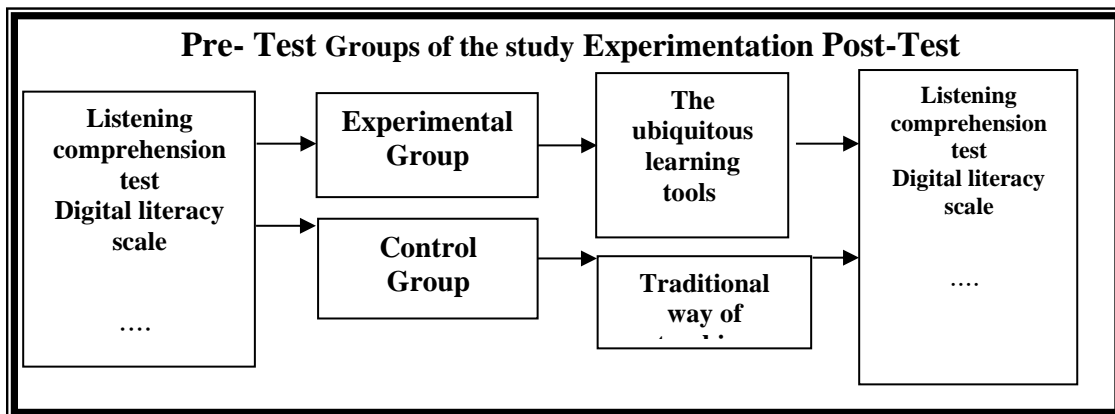 Pre- Test Groups of the study Experimentation Post-Test
Listening
comprehension
test
Digital literacy
scale
....
Experimental
Group
Control
Group
The
ubiquitous
learning
tools
Traditional
way of
Listening
comprehension
test
Digital literacy
scale
....